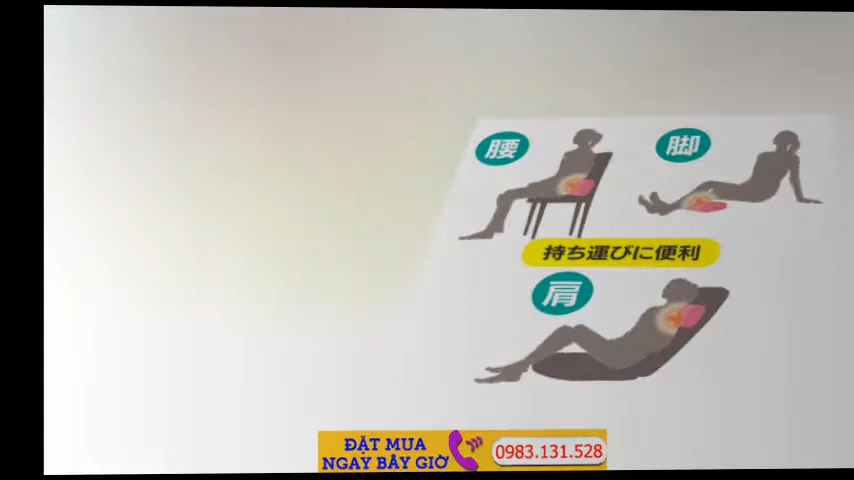 腰
脚
持ち運びに便利
肩
ĐẶT MUA
NGAY BÂY GIỜ
0983.131.528